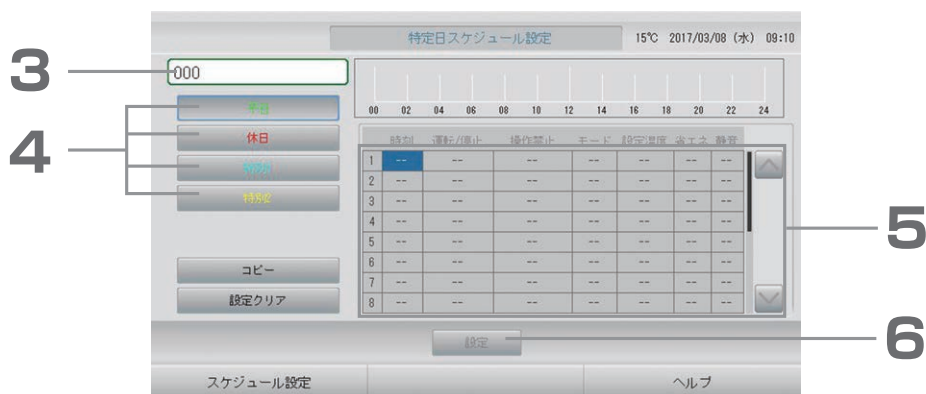 特定日スケジュール設定 15℃ 2017/03/08 (水) 09:10
3
000
4
平日
休日
特別1
特別2
コピー
設定クリア
00 02 04 06 08 10 12 14 16 18 20 22 24
時刻 運転/停止 操作禁止 モード 設定温度 省エネ 静音
1 -- -- -- -- -- -- --
2 -- -- -- -- -- -- --
3 -- -- -- -- -- -- --
4 -- -- -- -- -- -- --
5 -- -- -- -- -- -- --
6 -- -- -- -- -- -- --
7 -- -- -- -- -- -- --
8 -- -- -- -- -- -- --
5
設定
6
スケジュール設定 ヘルプ